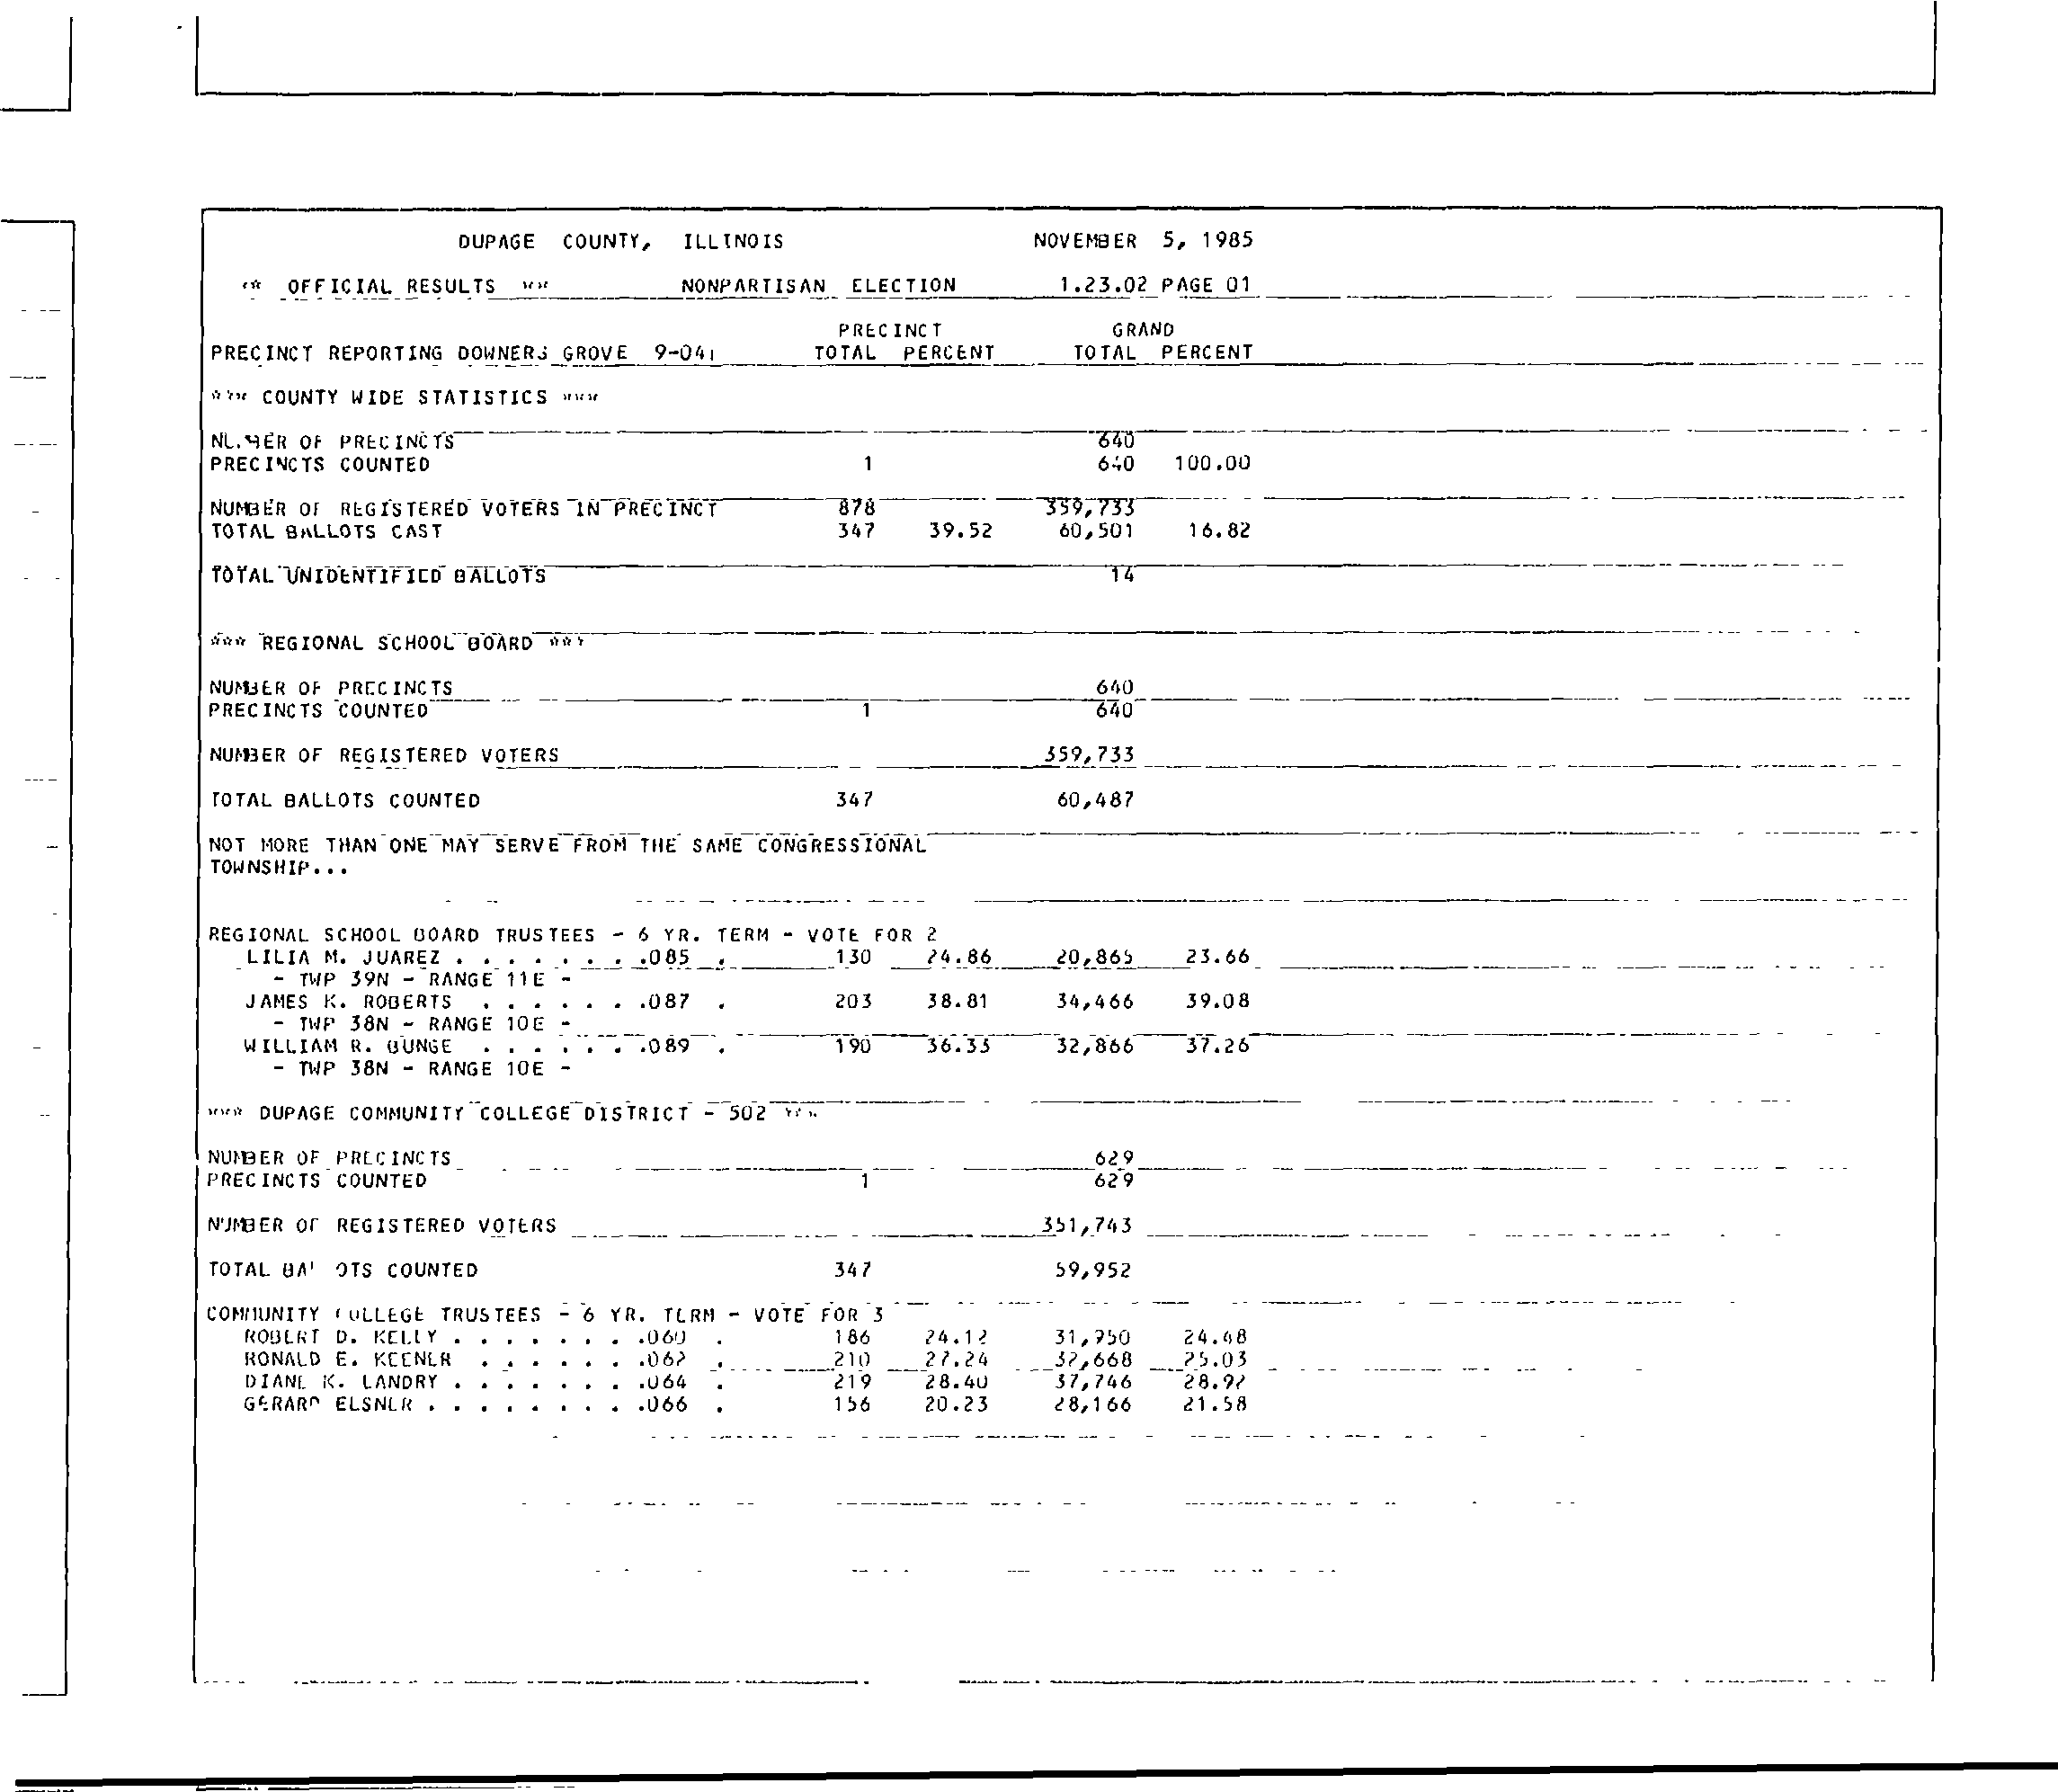 DUPAGE COUNTY, ILLINOIS NOVEMBER 5, 1985
** OFFICIAL RESULTS ** NONPARTISAN ELECTION 1.23.02 PAGE 01
PRECINCT GRAND
PRECINCT REPORTING DOWNERS GROVE TOTAL PERCENT TOTAL PERCENT
*** COUNTY WIDE STATISTICS ***
NUMBER OF PRECINCTS 640
PRECINCTS COUNTED 1 640 100.00
NUMBER OF REGISTERED VOTERS IN PRECINCT 878 359,733
TOTAL BALLOTS CAST 347 39.52 60,501 16.82
TOTAL UNIDENTIFIED BALLOTS 14
*** REGIONAL SCHOOL BOARD ***
NUMBER OF PRECINCTS 640
PRECINCTS COUNTED 1 640
NUMBER OF REGISTERED VOTERS 359,733
TOTAL BALLOTS COUNTED 347 60,487
NOT MORE THAN ONE MAY SERVE FROM THE SAME CONGRESSIONAL
TOWNSHIP...
REGIONAL SCHOOL BOARD TRUSTEES - 6 YR. TERM - VOTE FOR 2
LILIA M. JUAREZ . . . . . . . .085 . 130 24.86 20,865 23.66
- TWP 39N - RANGE 11E -
JAMES K. ROBERTS . . . . . . .087 . 203 38.81 34,466 39.08
- TWP 38N - RANGE 10E -
WILLIAM R. BUNGE . . . . . . .089 . 190 36.33 32,866 37.26
- TWP 38N - RANGE 10E -
*** DUPAGE COMMUNITY COLLEGE DISTRICT - 502 ***
NUMBER OF PRECINCTS 629
PRECINCTS COUNTED 1 629
NUMBER OF REGISTERED VOTERS 351,743
TOTAL BALLOTS COUNTED 347 59,952
COMMUNITY COLLEGE TRUSTEES - 6 YR. TERM - VOTE FOR 3
ROBERT D. KELLY . . . . . . . .060 . 186 24.12 31,950 24.48
RONALD E. KEENER . . . . . . .062 . 210 27.24 32,668 25.03
DIANE K. LANDRY . . . . . . . .064 . 219 28.40 37,746 28.92
GERARD ELSNER . . . . . . . . .066 . 156 20.23 28,166 21.58